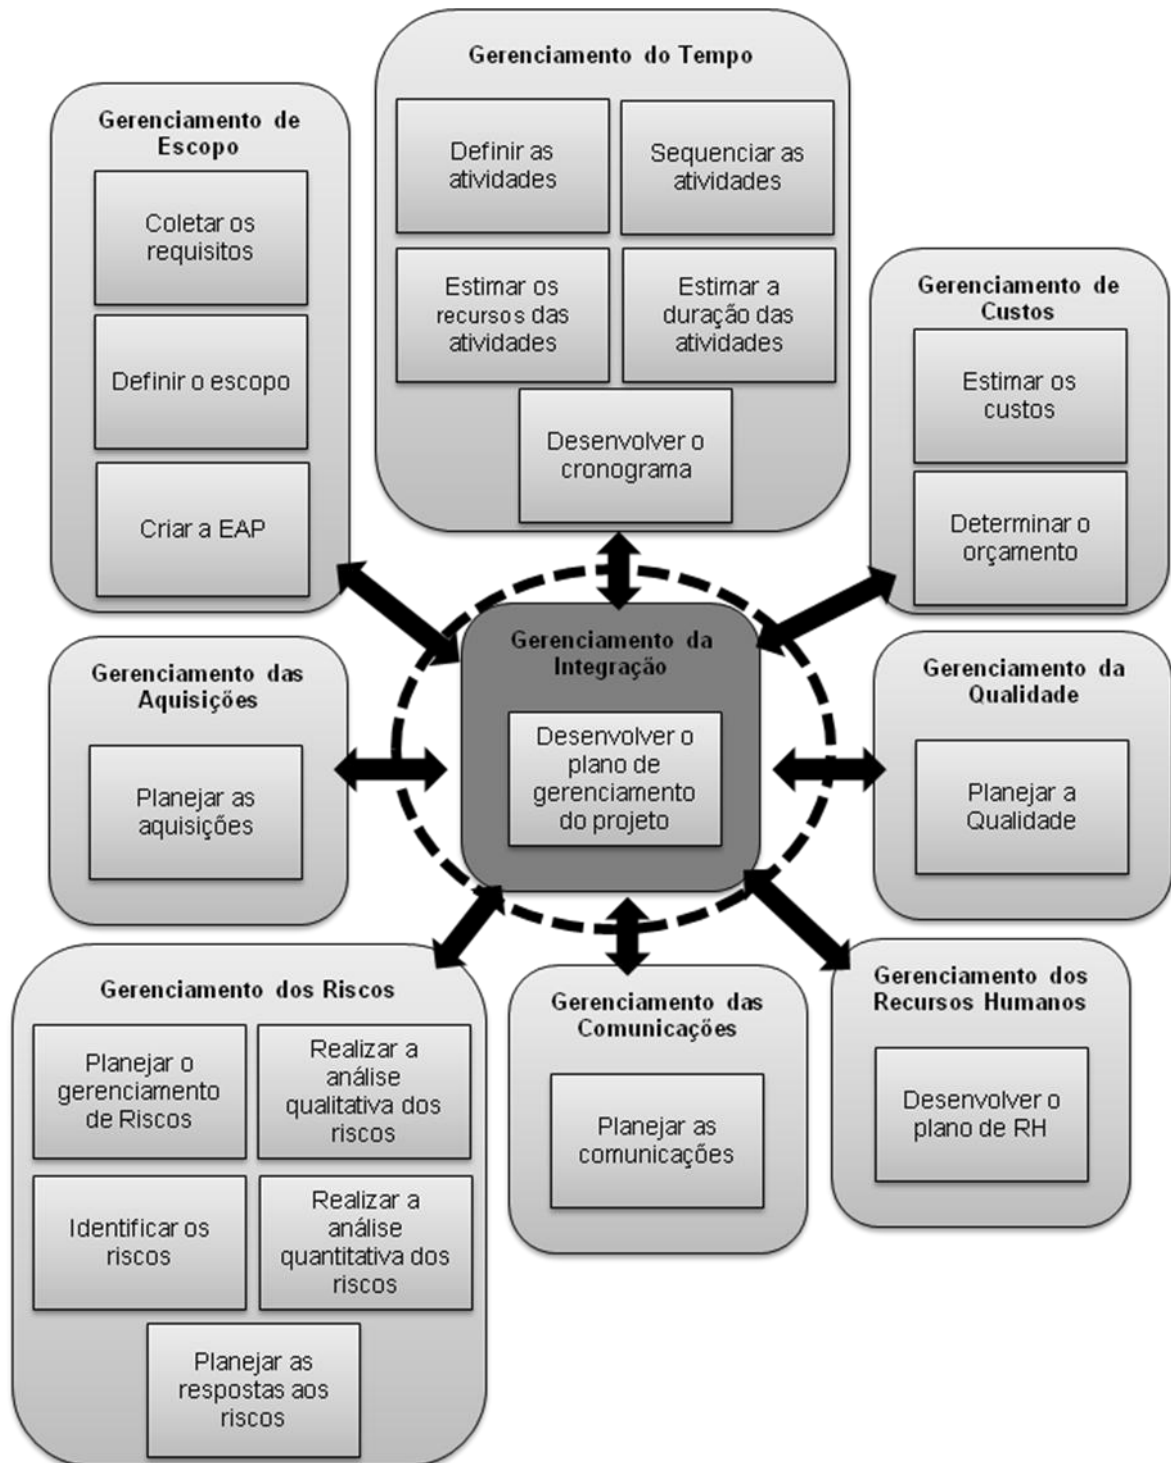 Gerenciamento do Tempo
Definir as
atividades
Sequenciar as
atividades
Estimar os
recursos das
atividades
Estimar a
duração das
atividades
Desenvolver o
cronograma
Gerenciamento de
Escopo
Coletar os
requisitos
Definir o escopo
Criar a EAP
Gerenciamento de
Custos
Estimar os
custos
Determinar o
orçamento
Gerenciamento da
Integração
Desenvolver o
plano de
gerenciamento
do projeto
Gerenciamento das
Aquisições
Planejar as
aquisições
Gerenciamento da
Qualidade
Planejar a
Qualidade
Gerenciamento dos Riscos
Planejar o
gerenciamento
de Riscos
Realizar a
análise
qualitativa dos
riscos
Identificar os
riscos
Realizar a
análise
quantitativa dos
riscos
Planejar as
respostas aos
riscos
Gerenciamento das
Comunicações
Planejar as
comunicações
Gerenciamento dos
Recursos Humanos
Desenvolver o
plano de RH